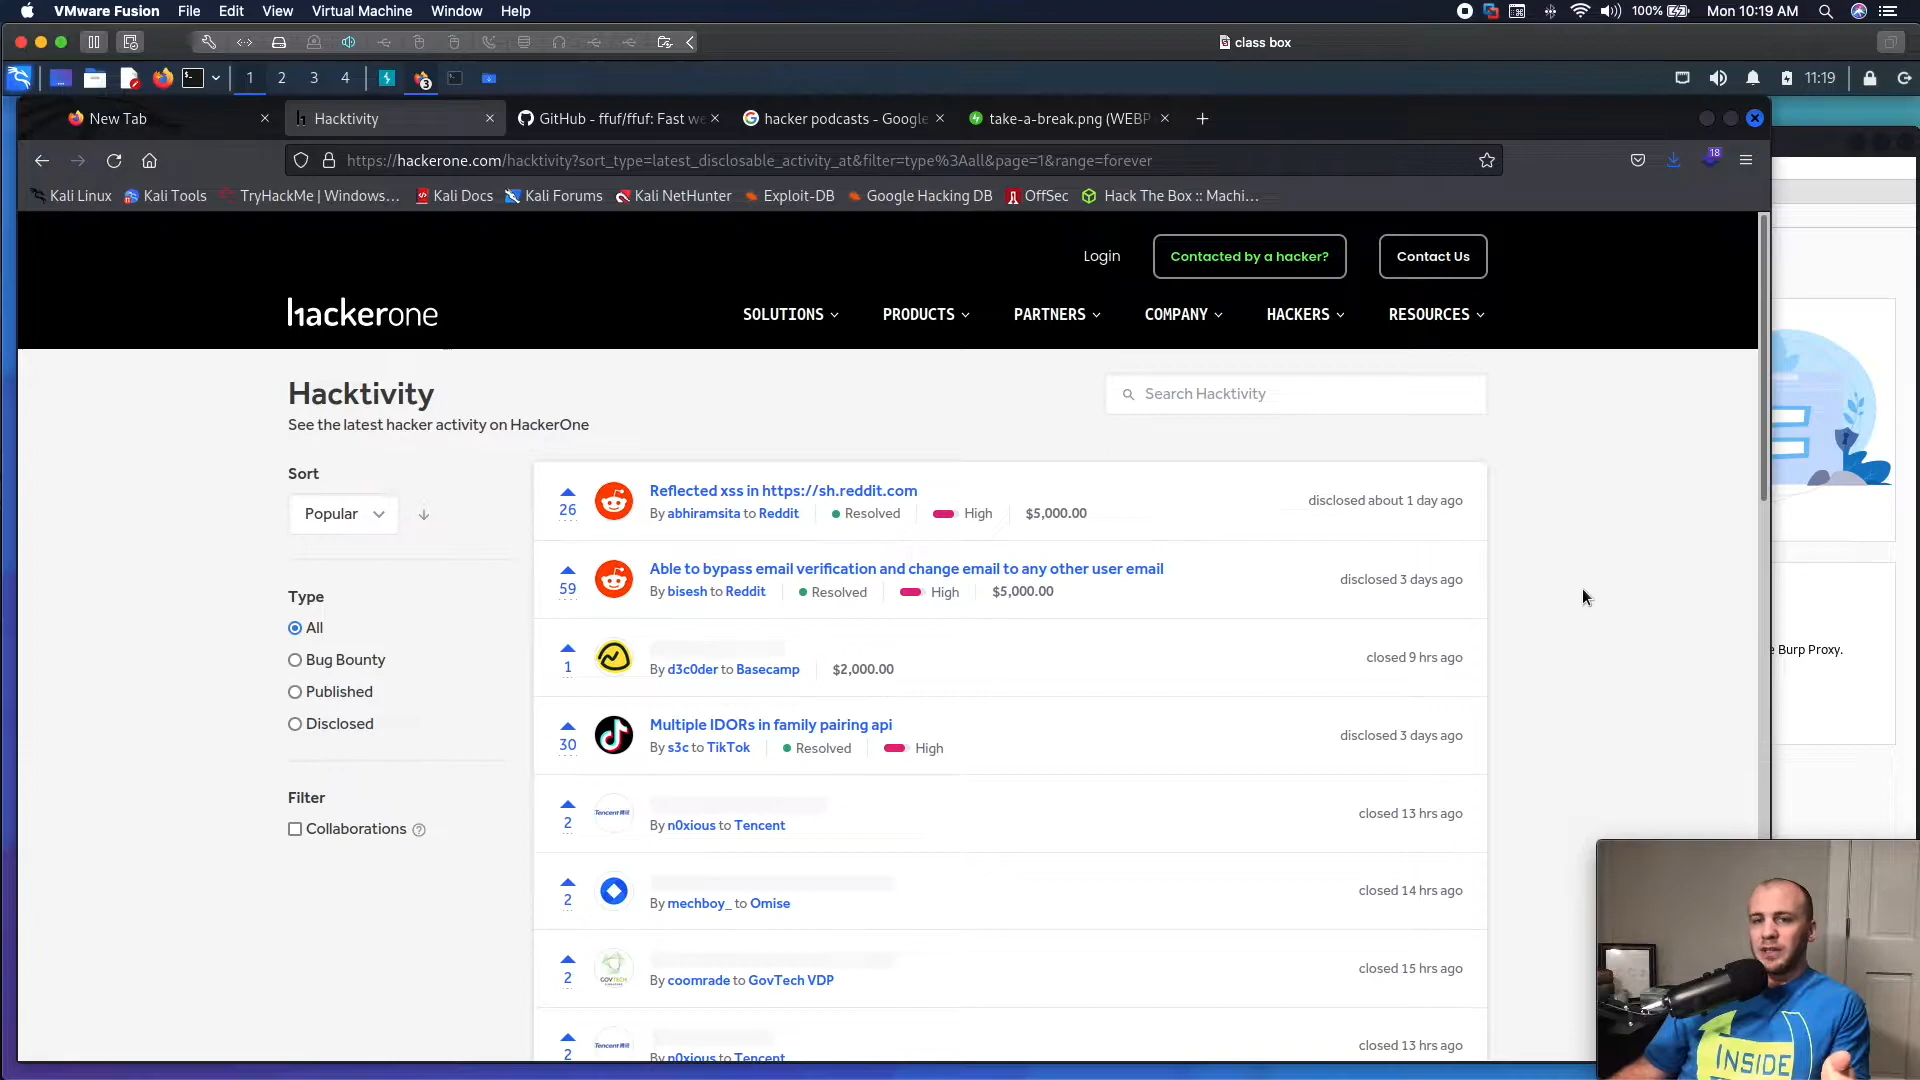 VMware Fusion File Edit View Virtual Machine Window Help 100% Mon 10:19 AM
class box
1 2 3 4 3 11:19
New Tab Hacktivity GitHub - ffuf/ffuf: Fast we hacker podcasts - Google take-a-break.png (WEBP
https://hackerone.com/hacktivity?sort_type=latest_disclosable_activity_at&filter=type%3Aall&page=1&range=forever 18
Kali Linux Kali Tools TryHackMe | Windows... Kali Docs Kali Forums Kali NetHunter Exploit-DB Google Hacking DB OffSec Hack The Box :: Machi...
Login Contacted by a hacker? Contact Us
hackerone SOLUTIONS PRODUCTS PARTNERS COMPANY HACKERS RESOURCES
Hacktivity
Search Hacktivity
See the latest hacker activity on HackerOne
Sort
Popular
Type
All
Bug Bounty
Published
Disclosed
Filter
Collaborations
26 Reflected xss in https://sh.reddit.com disclosed about 1 day ago
By abhiramsita to Reddit Resolved High $5,000.00
59 Able to bypass email verification and change email to any other user email disclosed 3 days ago
By bisesh to Reddit Resolved High $5,000.00
1 By d3c0der to Basecamp $2,000.00 closed 9 hrs ago
30 Multiple IDORs in family pairing api disclosed 3 days ago
By s3c to TikTok Resolved High
2 Tencent By n0xious to Tencent closed 13 hrs ago
2 By mechboy_ to Omise closed 14 hrs ago
2 GOVTECH By coomrade to GovTech VDP closed 15 hrs ago
2 Tencent By n0xious to Tencent closed 13 hrs ago
e Burp Proxy.
INSIDE